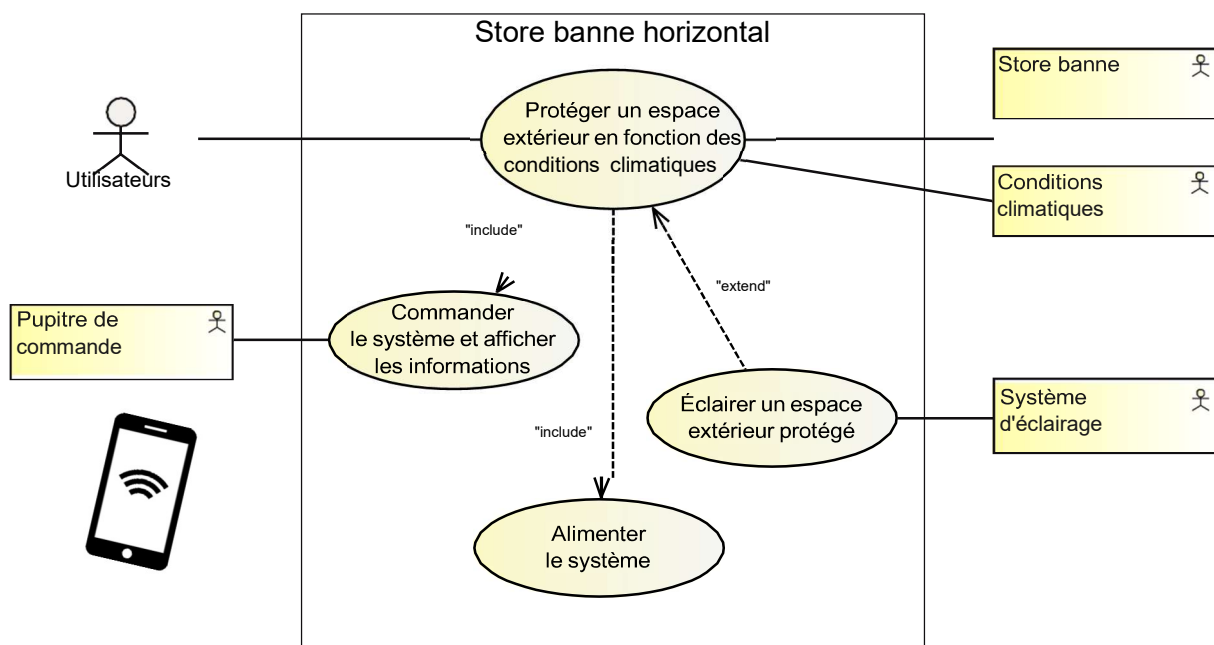 Store banne horizontal
Store banne
Protéger un espace
extérieur en fonction des
conditions climatiques
Utilisateurs
Conditions
climatiques
"include"
"extend"
Pupitre de
commande
Commander
le système et afficher
les informations
Éclairer un espace
extérieur protégé
Système
d'éclairage
"include"
Alimenter
le système